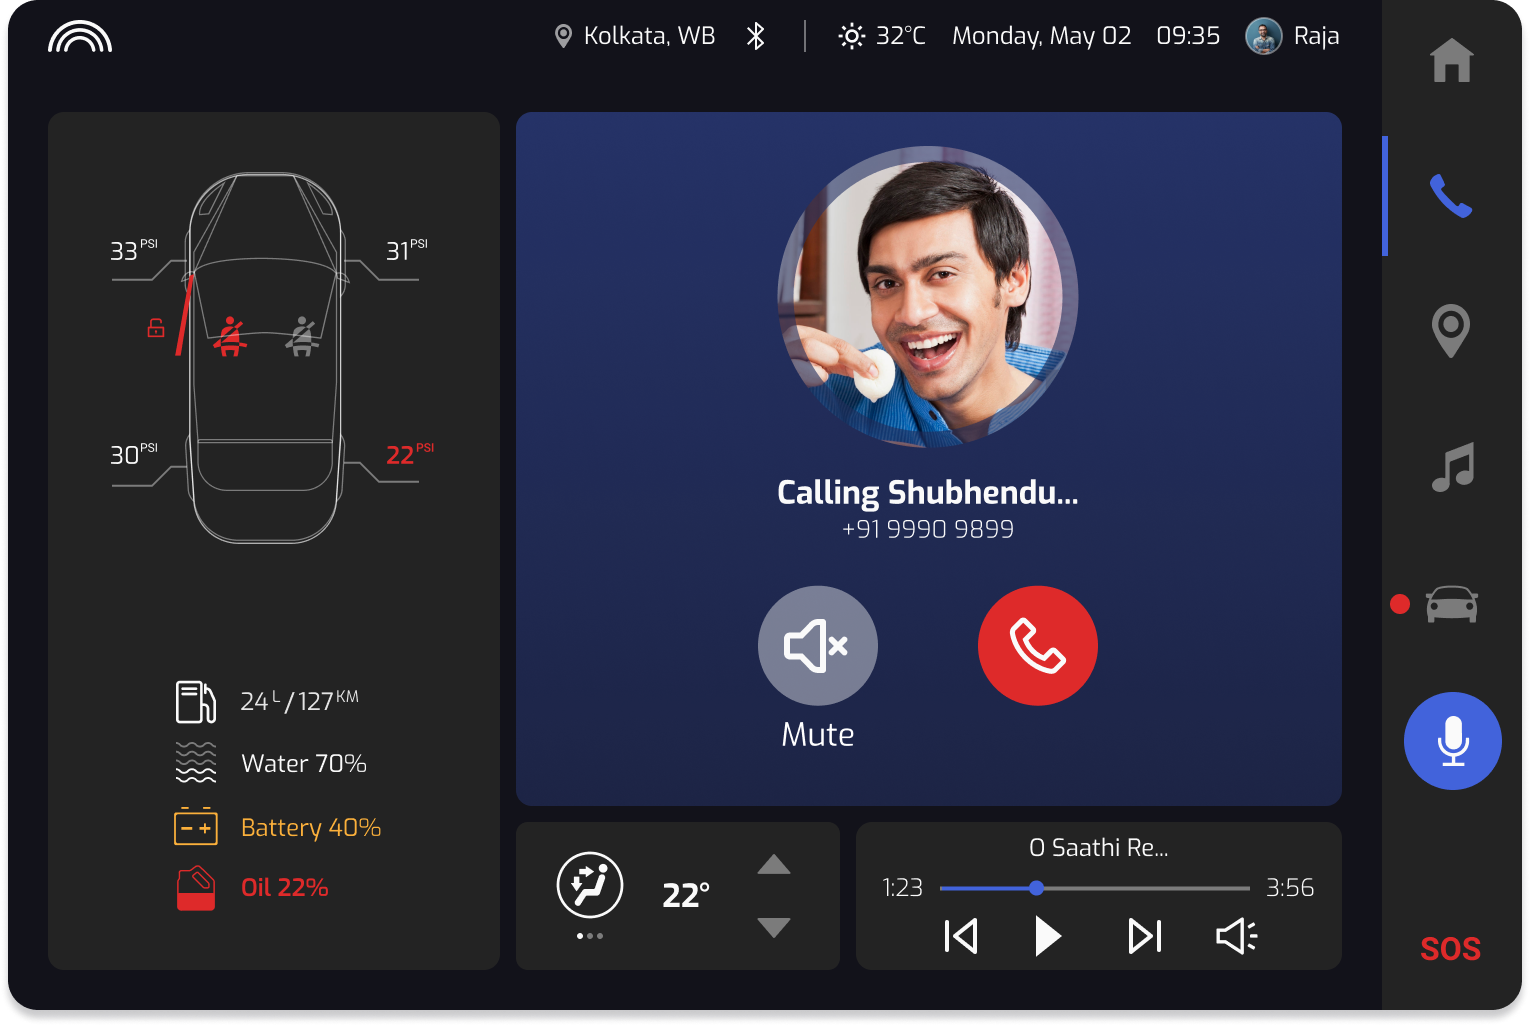 Kolkata, WB
32°C
Monday, May 02
09:35
Raja
33 PSI
31 PSI
30 PSI
22 PSI
24 L / 127 KM
Water 70%
Battery 40%
Oil 22%
Calling Shubhendu...
+91 9990 9899
Mute
22°
O Saathi Re...
1:23
3:56
SOS